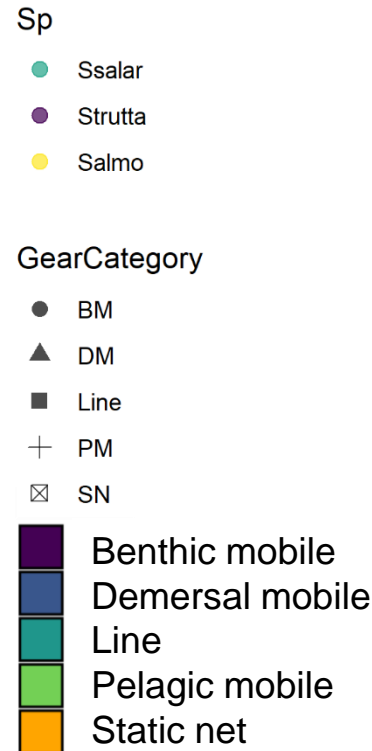 Sp
Ssalar
Strutta
Salmo
GearCategory
BM
DM
Line
PM
SN
Benthic mobile
Demersal mobile
Line
Pelagic mobile
Static net